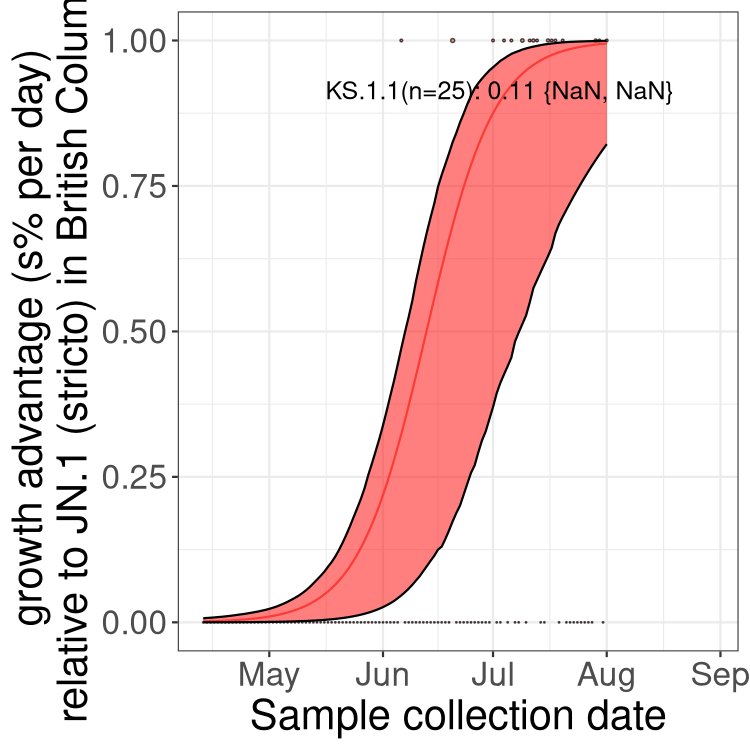 growth advantage (s% per day)
relative to JN.1 (stricto) in British Colum
1.00
0.75
0.50
0.25
0.00
KS.1.1(n=25): 0.11 {NaN, NaN}
May Jun Jul Aug Sep
Sample collection date